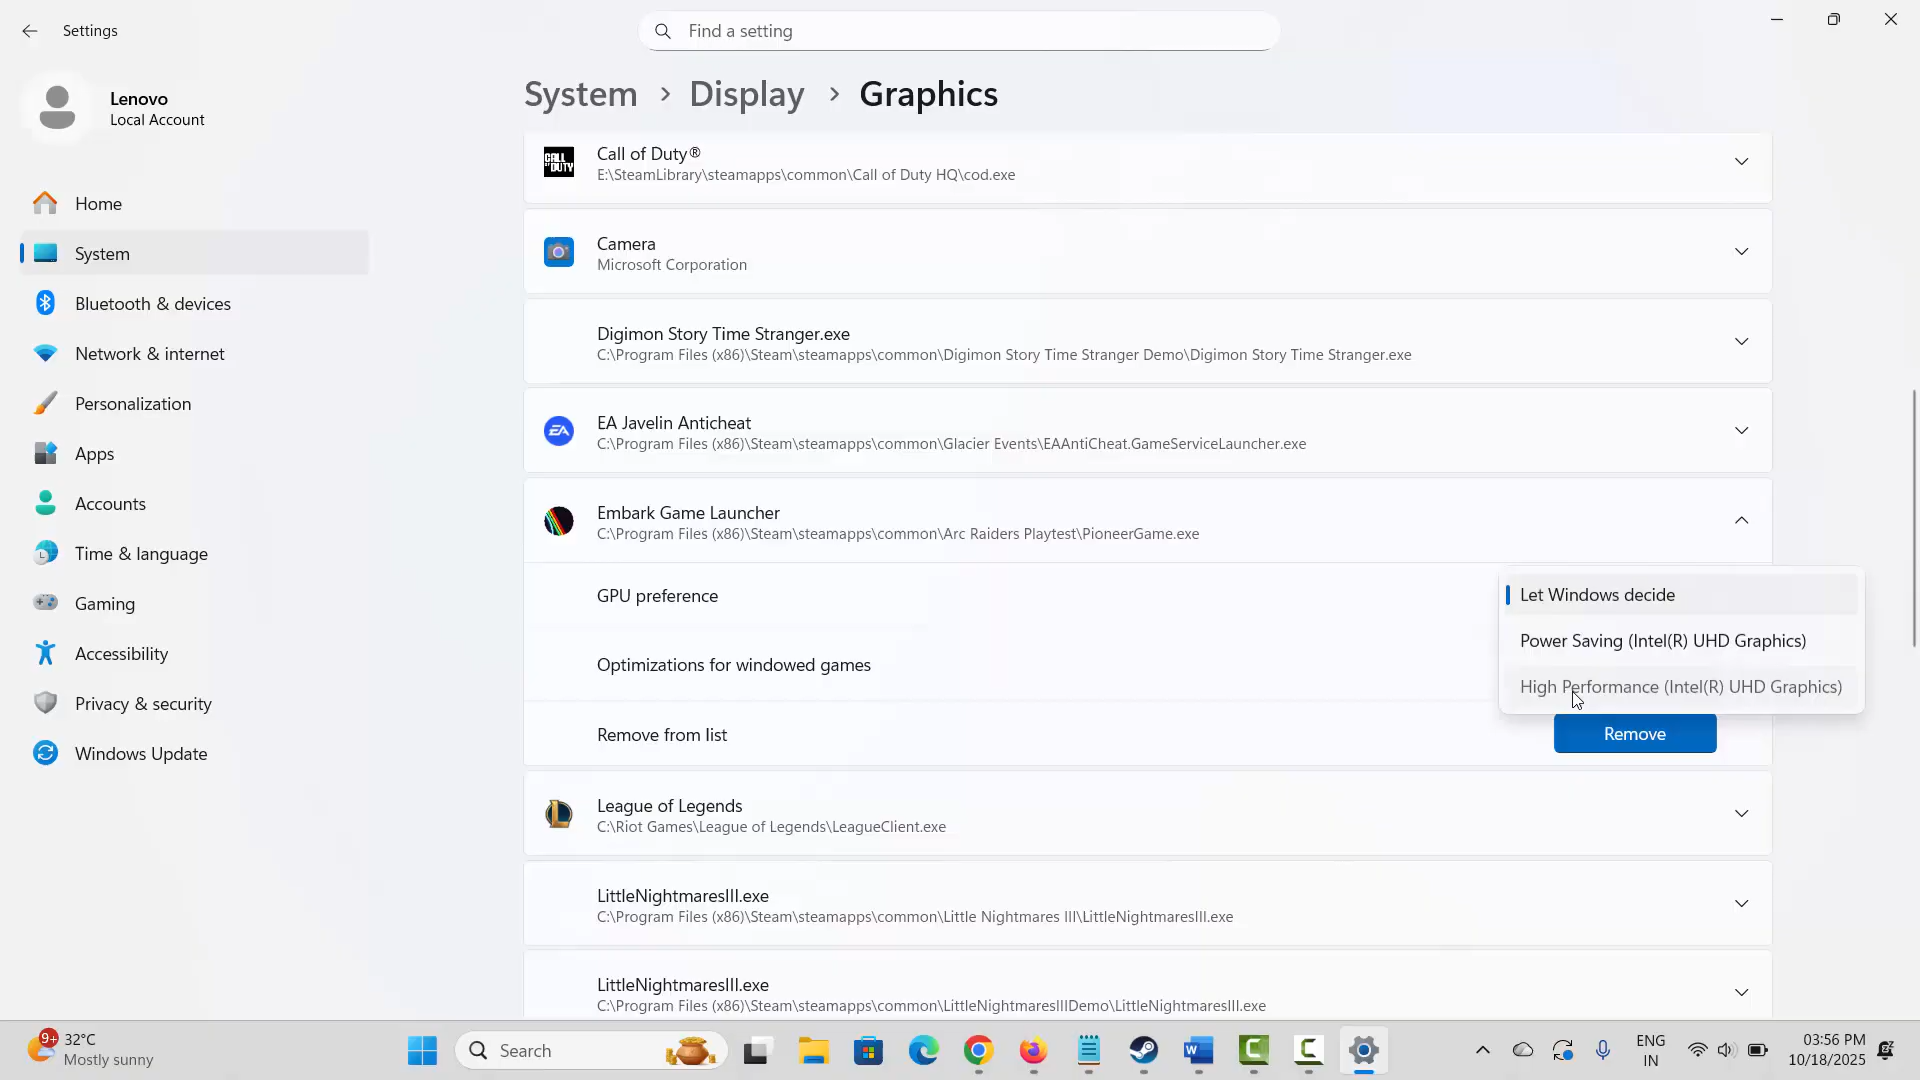 Settings
Find a setting
Lenovo
Local Account
Home
System
Bluetooth & devices
Network & internet
Personalization
Apps
Accounts
Time & language
Gaming
Accessibility
Privacy & security
Windows Update
System > Display > Graphics
CALL OF DUTY
Call of Duty®
E:\SteamLibrary\steamapps\common\Call of Duty HQ\cod.exe
Camera
Microsoft Corporation
Digimon Story Time Stranger.exe
C:\Program Files (x86)\Steam\steamapps\common\Digimon Story Time Stranger Demo\Digimon Story Time Stranger.exe
EA
EA Javelin Anticheat
C:\Program Files (x86)\Steam\steamapps\common\Glacier Events\EAAntiCheat.GameServiceLauncher.exe
Embark Game Launcher
C:\Program Files (x86)\Steam\steamapps\common\Arc Raiders Playtest\PioneerGame.exe
GPU preference
Let Windows decide
Power Saving (Intel(R) UHD Graphics)
High Performance (Intel(R) UHD Graphics)
Optimizations for windowed games
Remove from list
Remove
League of Legends
C:\Riot Games\League of Legends\LeagueClient.exe
LittleNightmaresIII.exe
C:\Program Files (x86)\Steam\steamapps\common\Little Nightmares III\LittleNightmaresIII.exe
LittleNightmaresIII.exe
C:\Program Files (x86)\Steam\steamapps\common\LittleNightmaresIIIDemo\LittleNightmaresIII.exe
9+
32°C
Mostly sunny
Search
ENG
IN
03:56 PM
10/18/2025